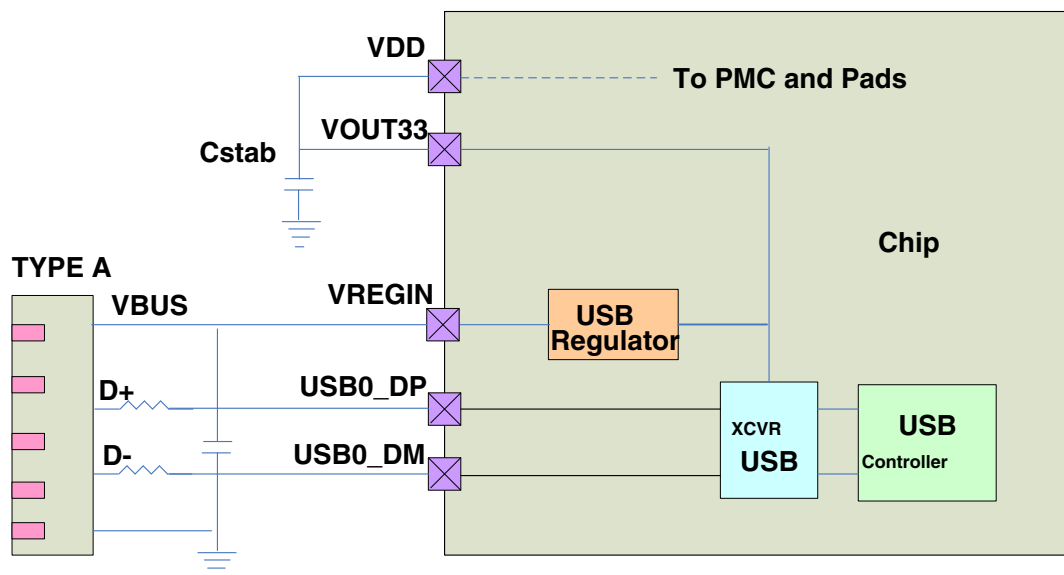 VDD
To PMC and Pads
VOUT33
Cstab
Chip
TYPE A
VBUS
VREGIN
USB
Regulator
D+
USB0_DP
XCVR
USB
USB
Controller
D-
USB0_DM